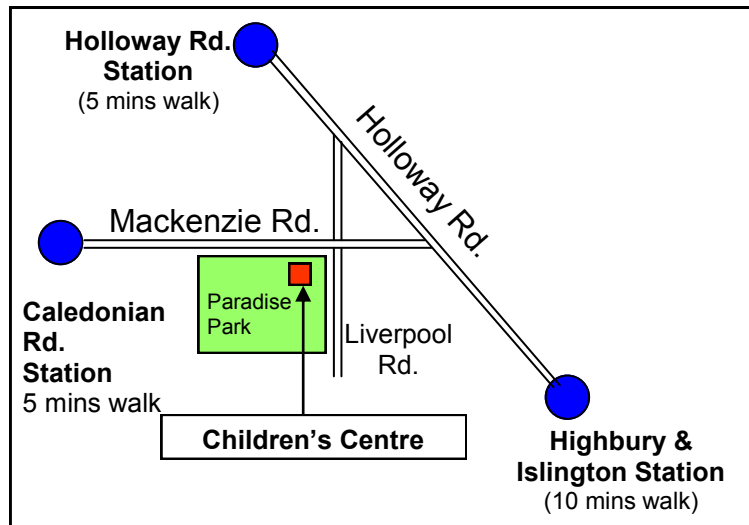 Holloway Rd.
Station
(5 mins walk)
Holloway Rd.
Mackenzie Rd.
Paradise
Park
Caledonian
Rd.
Station
5 mins walk
Liverpool
Rd.
Children's Centre
Highbury &
Islington Station
(10 mins walk)